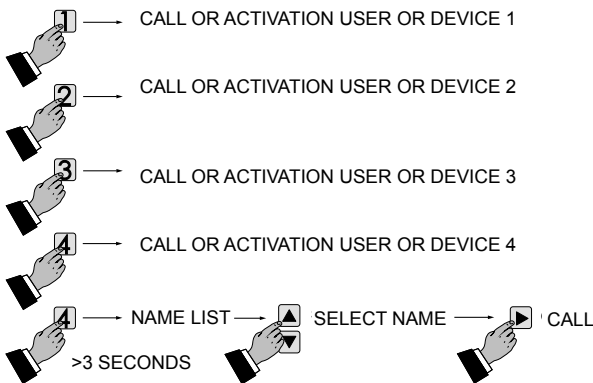 1 CALL OR ACTIVATION USER OR DEVICE 1
2 CALL OR ACTIVATION USER OR DEVICE 2
3 CALL OR ACTIVATION USER OR DEVICE 3
4 CALL OR ACTIVATION USER OR DEVICE 4
4 NAME LIST SELECT NAME CALL
>3 SECONDS